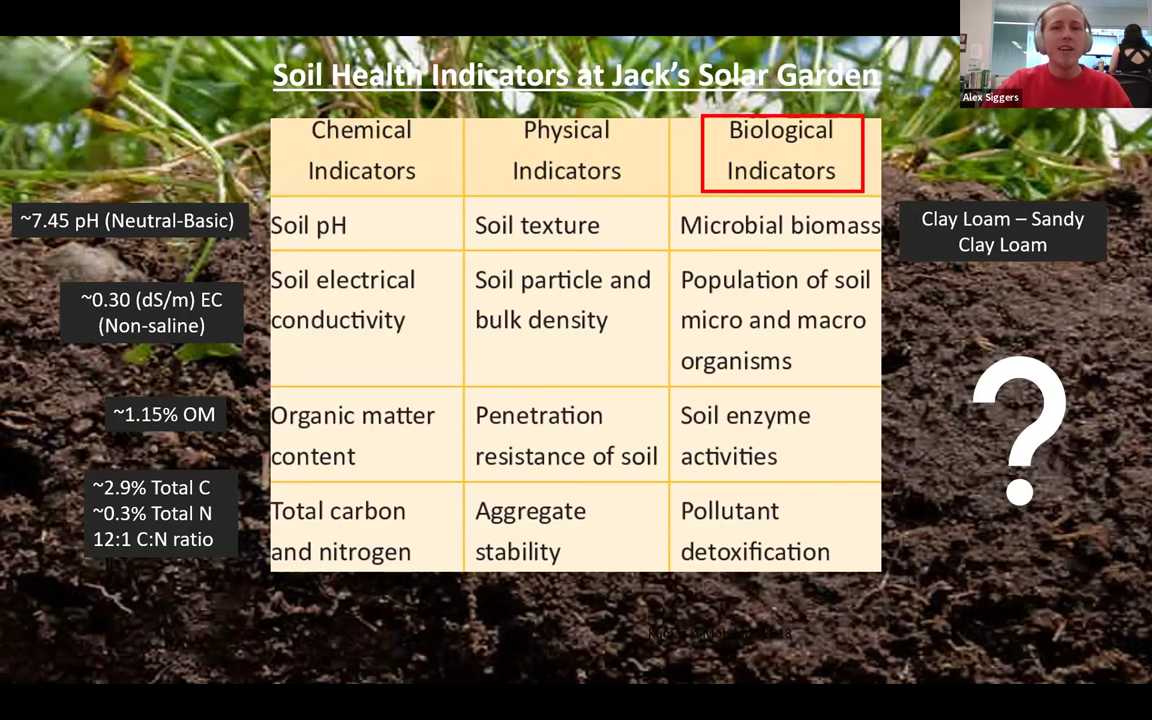 Soil Health Indicators at Jack's Solar Garden
Alex Siggers
Chemical
Indicators
Physical
Indicators
Biological
Indicators
~7.45 pH (Neutral-Basic)
Soil pH
Soil texture
Microbial biomass
Clay Loam – Sandy
Clay Loam
~0.30 (dS/m) EC
(Non-saline)
Soil electrical
conductivity
Soil particle and
bulk density
Population of soil
micro and macro
organisms
~1.15% OM
Organic matter
content
Penetration
resistance of soil
Soil enzyme
activities
?
~2.9% Total C
~0.3% Total N
12:1 C:N ratio
Total carbon
and nitrogen
Aggregate
stability
Pollutant
detoxification